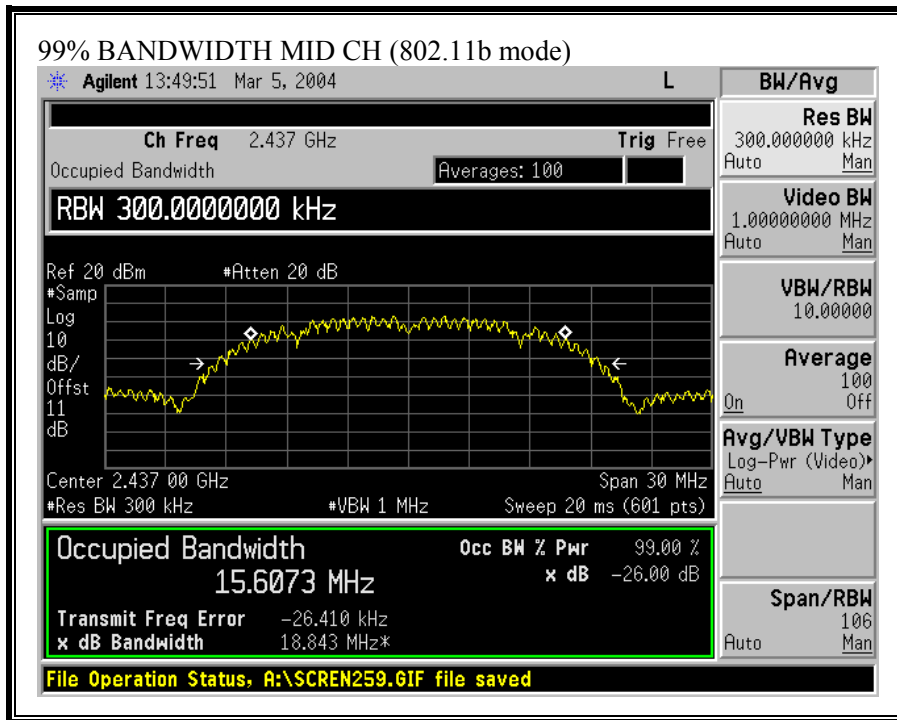 99% BANDWIDTH MID CH (802.11b mode)
Agilent 13:49:51 Mar 5, 2004 L
Ch Freq 2.437 GHz Trig Free
Occupied Bandwidth Averages: 100
RBW 300.0000000 kHz
Ref 20 dBm #Atten 20 dB
#Samp
Log
10
dB/
Offst
11
dB
Center 2.437 00 GHz Span 30 MHz
#Res BW 300 kHz #VBW 1 MHz Sweep 20 ms (601 pts)
Occupied Bandwidth Occ BW % Pwr 99.00 %
15.6073 MHz x dB -26.00 dB
Transmit Freq Error -26.410 kHz
x dB Bandwidth 18.843 MHz*
File Operation Status, A:\SCREN259.GIF file saved
BW/Avg
Res BW
300.000000 kHz
Auto Man
Video BW
1.00000000 MHz
Auto Man
VBW/RBW
10.00000
Average
100
On Off
Avg/VBW Type
Log-Pwr (Video)
Auto Man
Span/RBW
106
Auto Man